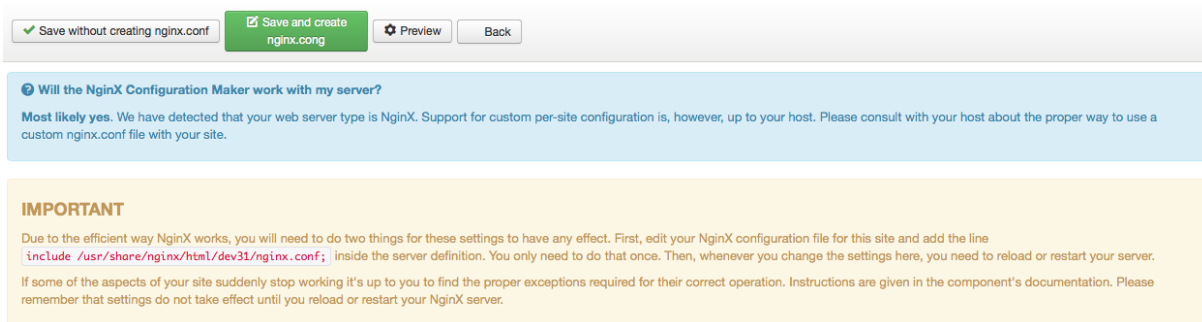 Save without creating nginx.conf
Save and create
nginx.cong
Preview
Back
Will the NginX Configuration Maker work with my server?
Most likely yes. We have detected that your web server type is NginX. Support for custom per-site configuration is, however, up to your host. Please consult with your host about the proper way to use a
custom nginx.conf file with your site.
IMPORTANT
Due to the efficient way NginX works, you will need to do two things for these settings to have any effect. First, edit your NginX configuration file for this site and add the line
include /usr/share/nginx/html/dev31/nginx.conf; inside the server definition. You only need to do that once. Then, whenever you change the settings here, you need to reload or restart your server.
If some of the aspects of your site suddenly stop working it's up to you to find the proper exceptions required for their correct operation. Instructions are given in the component's documentation. Please
remember that settings do not take effect until you reload or restart your NginX server.